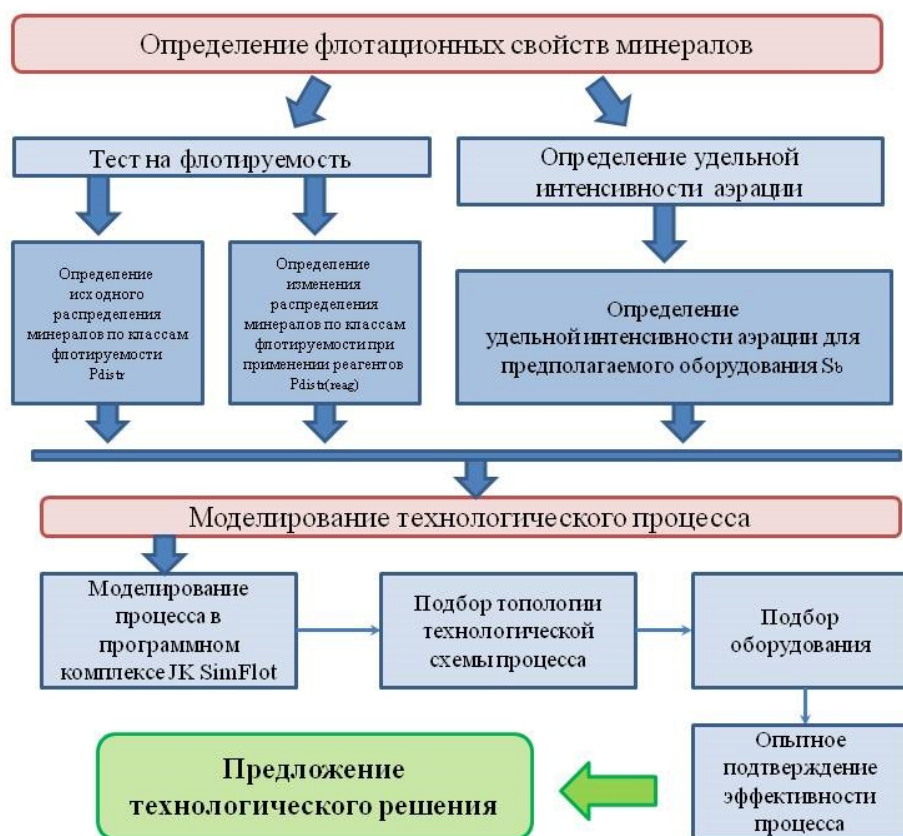 Определение флотационных свойств минералов
Тест на флотируемость
Определение удельной
интенсивности аэрации
Определение
исходного
распределения
минералов по классам
флотируемости
Pdistr
Определение
изменения
распределения
минералов по классам
флотируемости при
применении реагентов
Pdistr(reag)
Определение
удельной интенсивности аэрации для
предполагаемого оборудования Sb
Моделирование технологического процесса
Моделирование
процесса в
программном
комплексе JK SimFlot
Подбор топологии
технологической
схемы процесса
Подбор
оборудования
Опытное
подтверждение
эффективности
процесса
Предложение
технологического решения